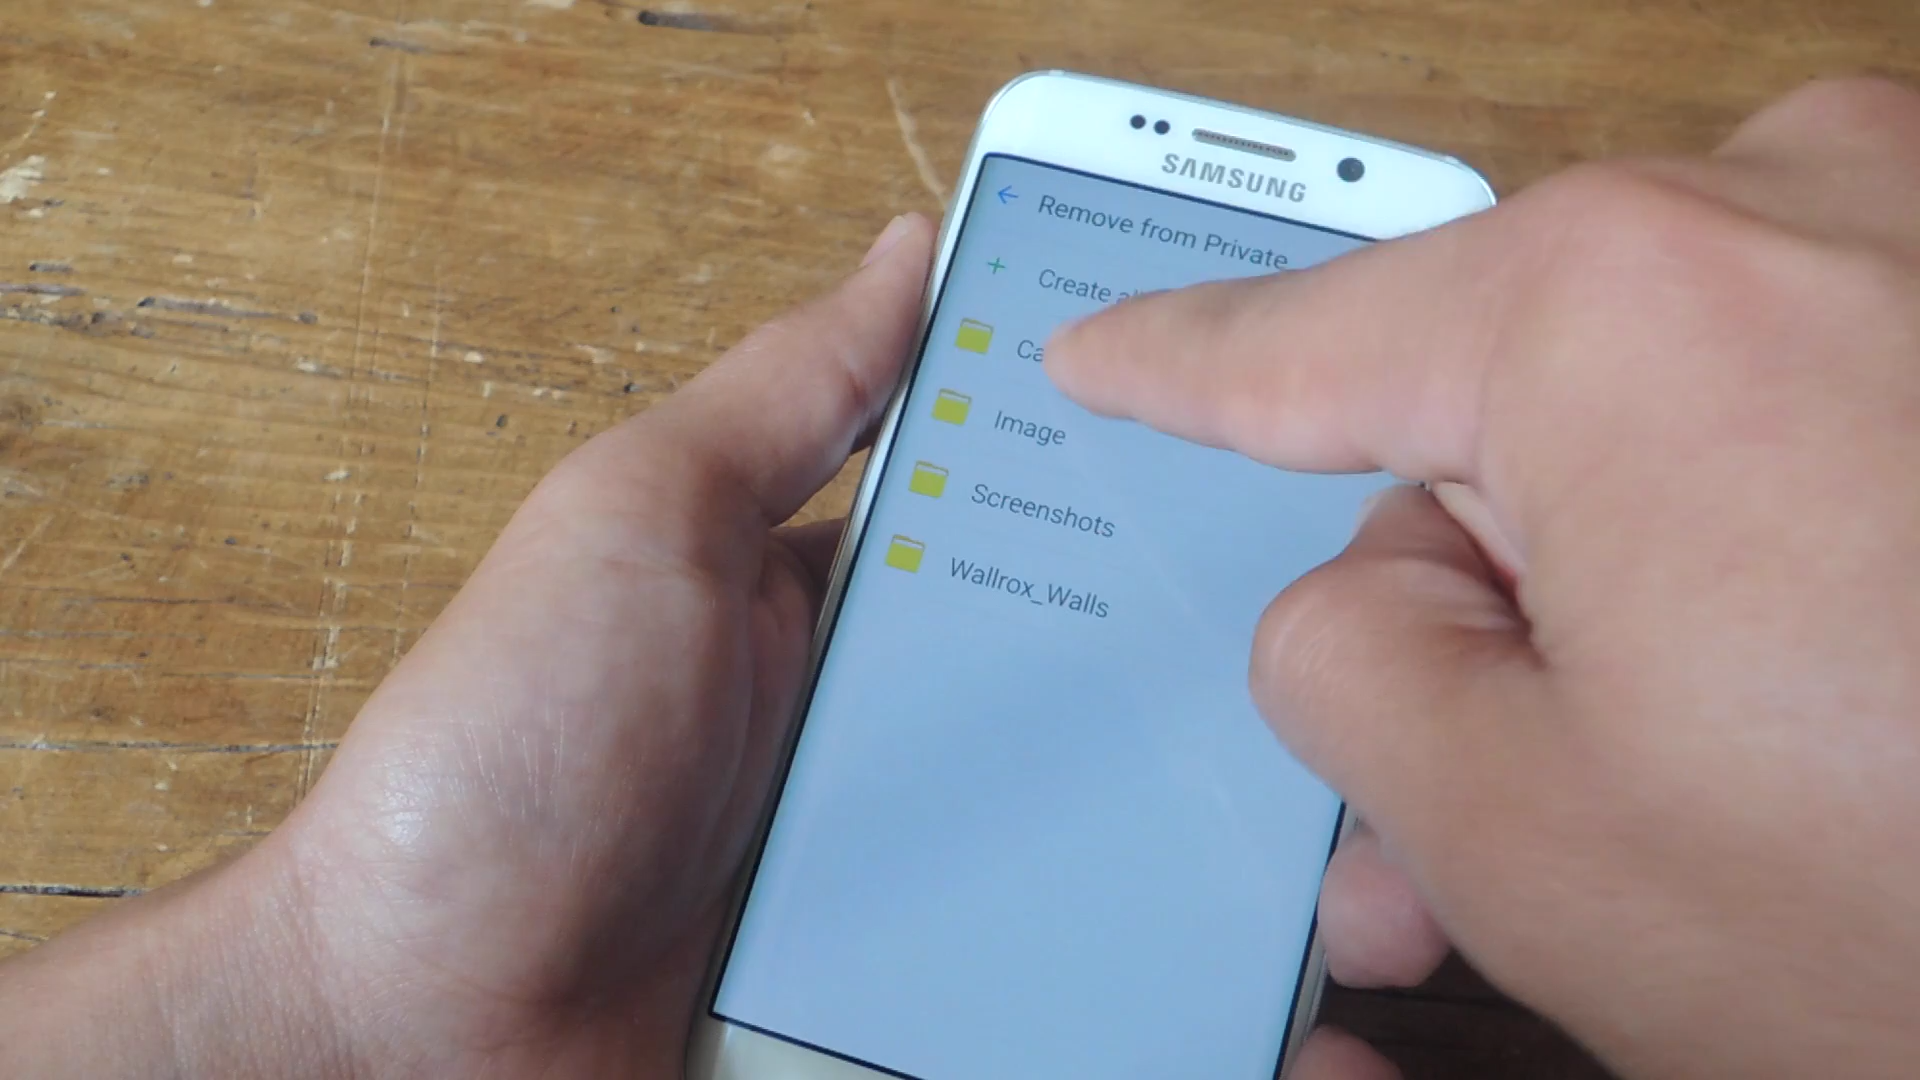 SAMSUNG
Remove from Private
Create
Image
Screenshots
Wallrox_Walls